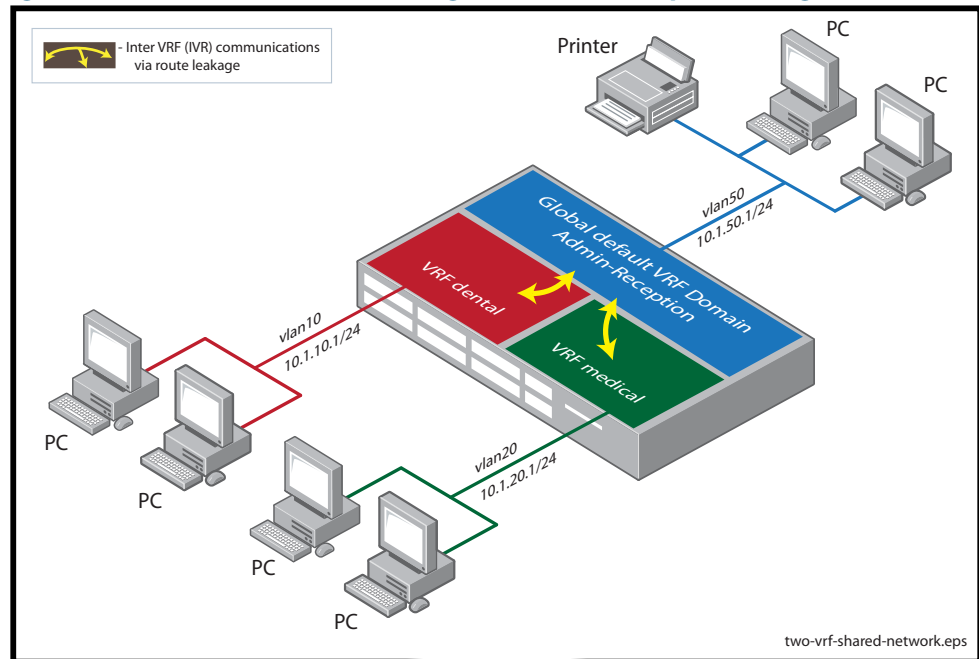 - Inter VRF (IVR) communications
via route leakage
Printer
PC
PC
vlan50
10.1.50.1/24
Global default VRF Domain
Admin-Reception
VRF dental
VRF medical
vlan10
10.1.10.1/24
PC
PC
vlan20
10.1.20.1/24
PC
PC
two-vrf-shared-network.eps